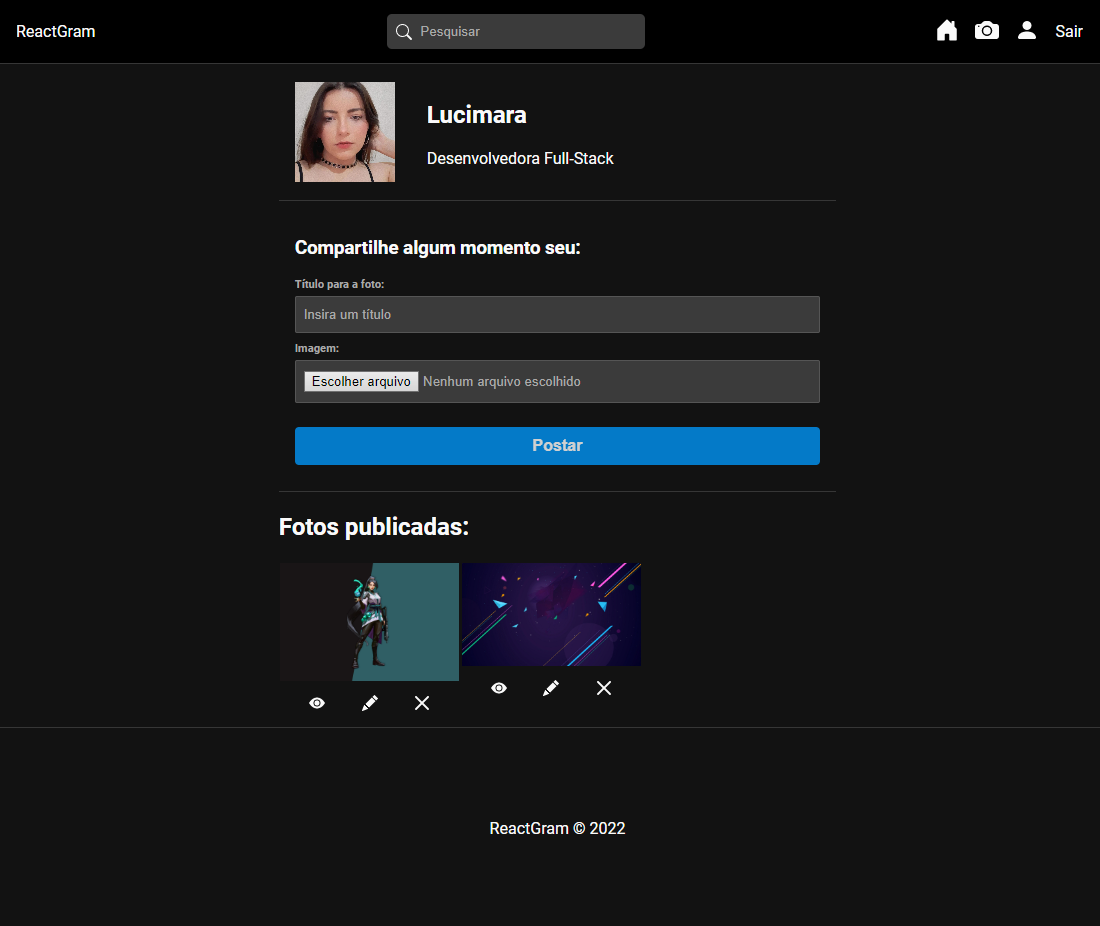 ReactGram
Pesquisar
Sair
Lucimara
Desenvolvedora Full-Stack
Compartilhe algum momento seu:
Título para a foto:
Insira um título
Imagem:
Escolher arquivo Nenhum arquivo escolhido
Postar
Fotos publicadas:
ReactGram © 2022